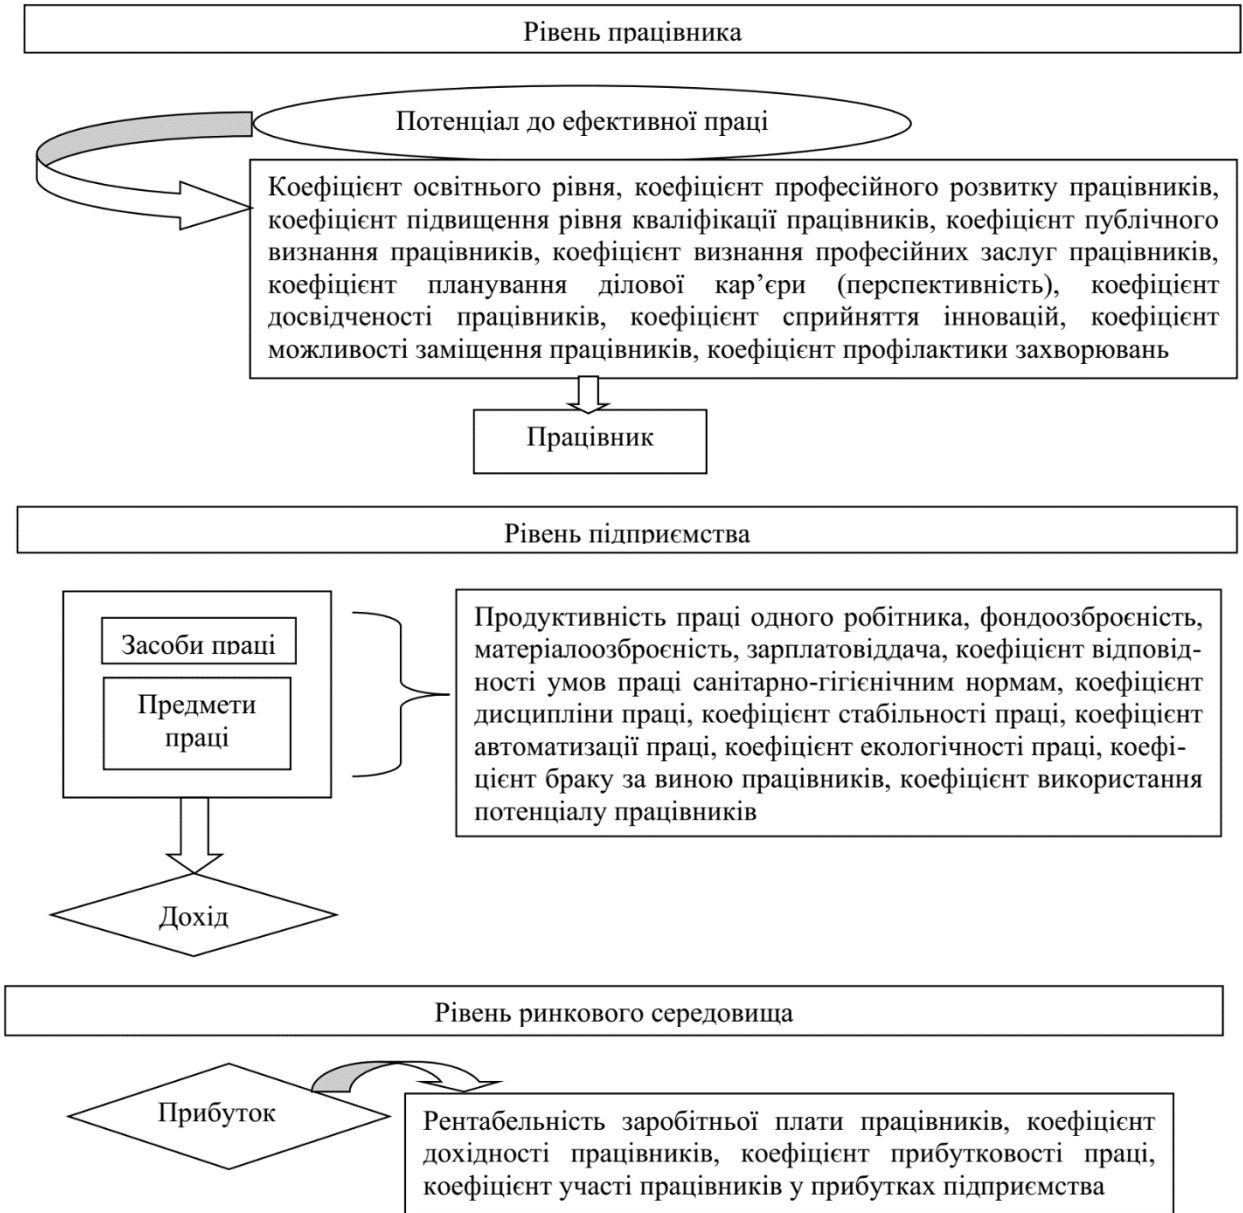 Рівень працівника
Потенціал до ефективної праці
Коефіцієнт освітнього рівня, коефіцієнт професійного розвитку працівників,
коефіцієнт підвищення рівня кваліфікації працівників, коефіцієнт публічного
визнання працівників, коефіцієнт визнання професійних заслуг працівників,
коефіцієнт планування ділової кар’єри (перспективність), коефіцієнт
досвідченості працівників, коефіцієнт сприйняття інновацій, коефіцієнт
можливості заміщення працівників, коефіцієнт профілактики захворювань
Працівник
Рівень підприємства
Засоби праці
Предмети
праці
Продуктивність праці одного робітника, фондоозброєність,
матеріалоозброєність, зарплатовіддача, коефіцієнт відповід-
ності умов праці санітарно-гігієнічним нормам, коефіцієнт
дисципліни праці, коефіцієнт стабільності праці, коефіцієнт
автоматизації праці, коефіцієнт екологічності праці, коефі-
цієнт браку за виною працівників, коефіцієнт використання
потенціалу працівників
Дохід
Рівень ринкового середовища
Прибуток
Рентабельність заробітньої плати працівників, коефіцієнт
дохідності працівників, коефіцієнт прибутковості праці,
коефіцієнт участі працівників у прибутках підприємства